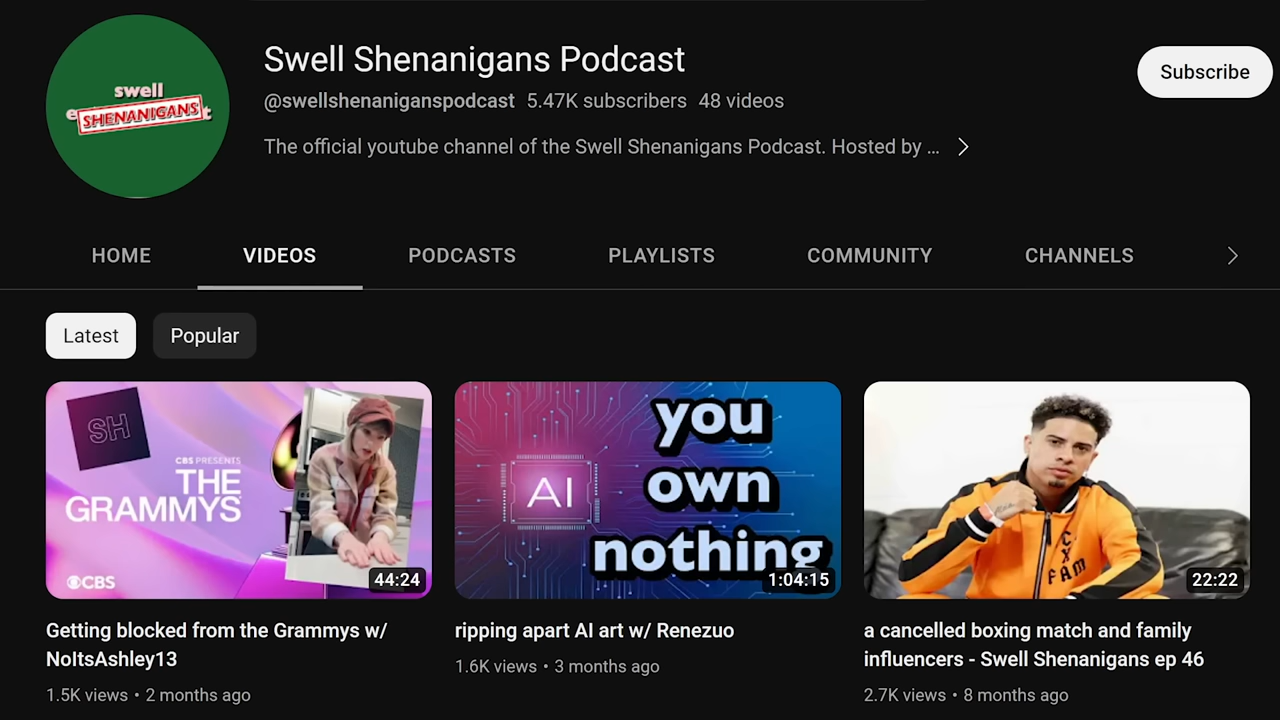 swell
SHENANIGANS
Swell Shenanigans Podcast
@swellshenaniganspodcast 5.47K subscribers 48 videos
The official youtube channel of the Swell Shenanigans Podcast. Hosted by ...
Subscribe
HOME VIDEOS PODCASTS PLAYLISTS COMMUNITY CHANNELS
Latest Popular
SH
CBS PRESENTS
THE
GRAMMYS
CBS
44:24
AI
you
own
nothing
1:04:15
CXY
FAM
22:22
Getting blocked from the Grammys w/
NoItsAshley13
1.5K views • 2 months ago
ripping apart AI art w/ Renezuo
1.6K views • 3 months ago
a cancelled boxing match and family
influencers - Swell Shenanigans ep 46
2.7K views • 8 months ago